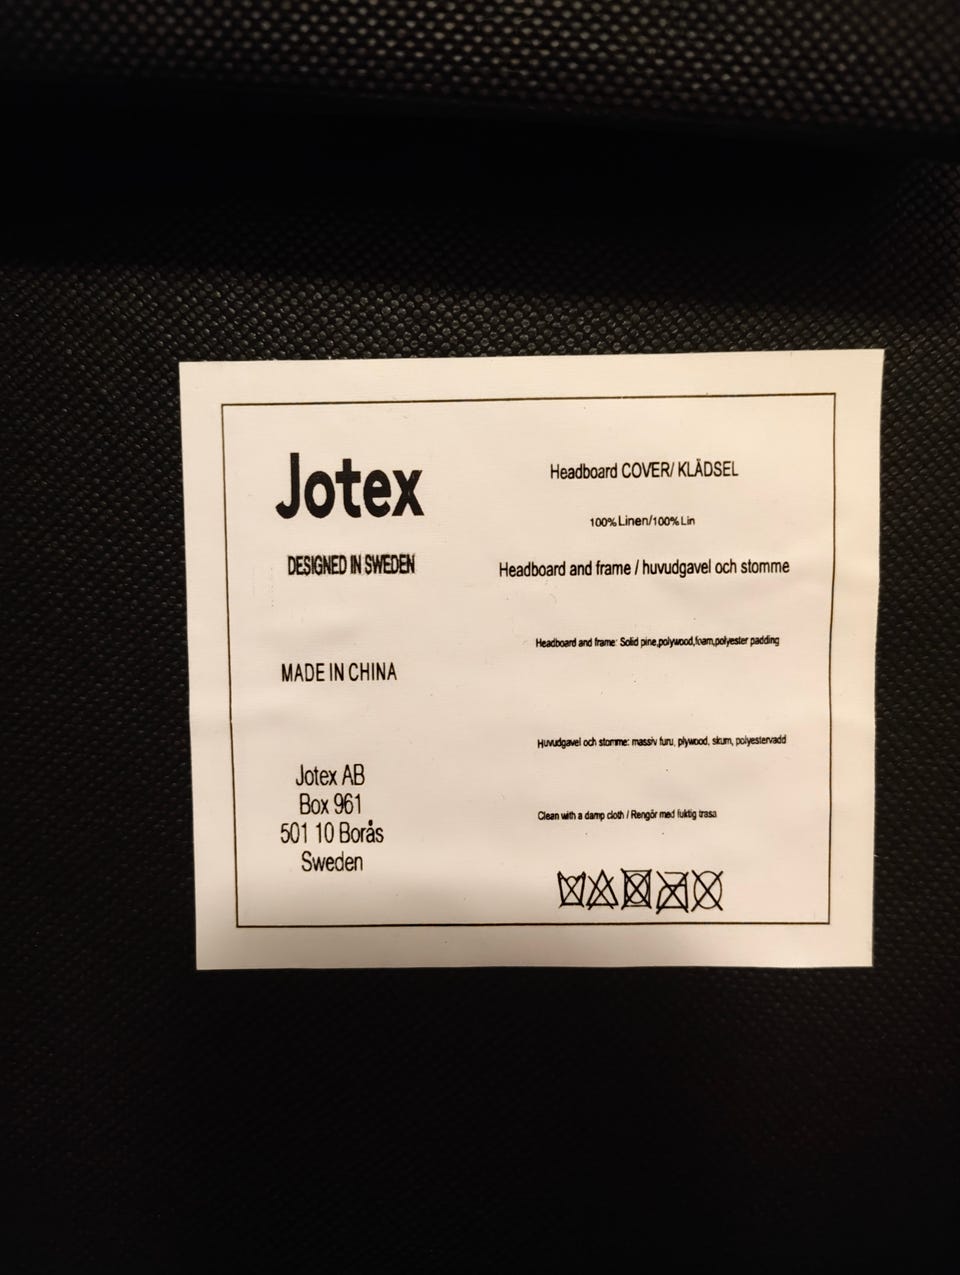 Jotex
DESIGNED IN SWEDEN
MADE IN CHINA
Jotex AB
Box 961
501 10 Borås
Sweden
Headboard COVER/ KLÄDSEL
100% Linen/100% Lin
Headboard and frame / huvudgavel och stomme
Headboard and frame: Solid pine,polywood,foam,polyester padding
Huvudgavel och stomme: massiv furu, plywood, skum, polyestervadd
Clean with a damp cloth / Rengör med fuktig trasa